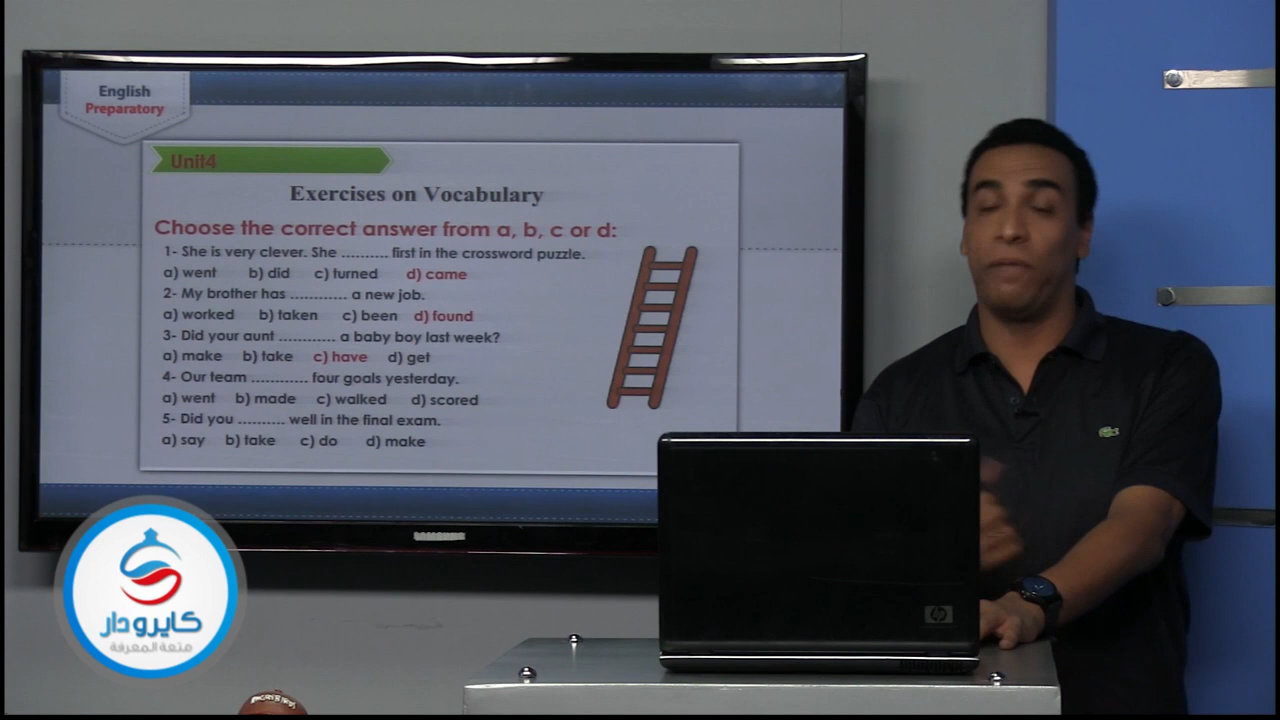 English
Preparatory
Unit4
Exercises on Vocabulary
Choose the correct answer from a, b, c or d:
1- She is very clever. She .......... first in the crossword puzzle.
a) went b) did c) turned d) came
2- My brother has ............ a new job.
a) worked b) taken c) been d) found
3- Did your aunt ............ a baby boy last week?
a) make b) take c) have d) get
4- Our team ............ four goals yesterday.
a) went b) made c) walked d) scored
5- Did you .......... well in the final exam.
a) say b) take c) do d) make
SAMSUNG
hp
كايرودار
متعة المعرفة